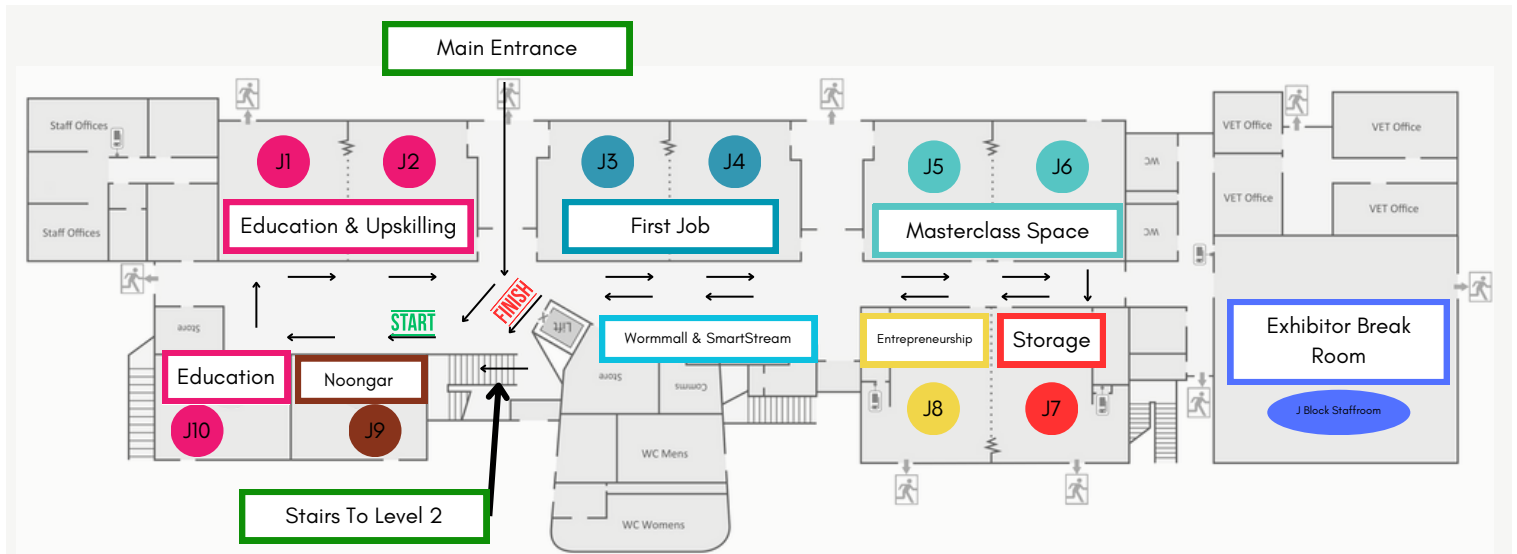 Main Entrance
Staff Offices
J1
J2
J3
J4
J5
J6
VET Office
VET Office
WC
Education & Upskilling
First Job
Masterclass Space
VET Office
VET Office
Staff Offices
WC
START
FINISH
Lift
Store
Wormmall & SmartStream
Entrepreneurship
Storage
Exhibitor Break
Room
Education
Noongar
Store
Comms
J10
J9
J8
J7
J Block Staffroom
WC Mens
Stairs To Level 2
WC Womens